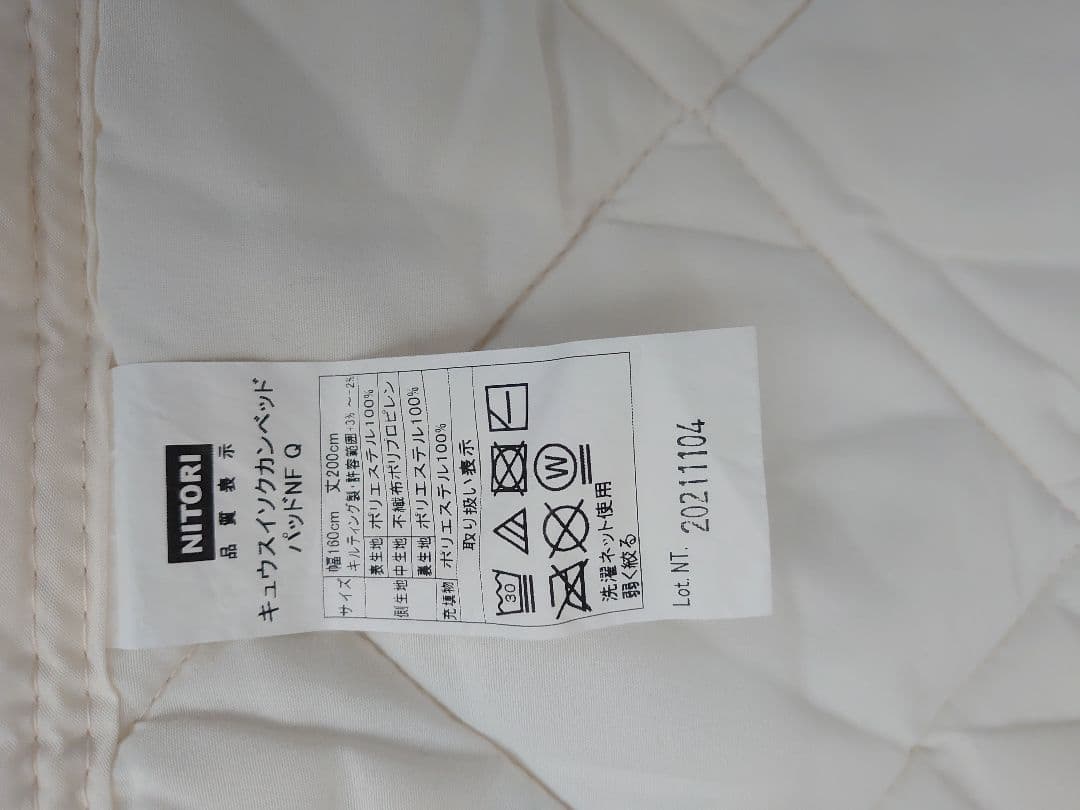 NITORI
品質表示
キュウスイソクカンベッド
パッドNF Q
サイズ 巾幅160cm 丈200cm
キルティング製・許容範囲+3%~-2%
側生地 表生地 ポリエステル100%
中生地 不織布ポリプロピレン
裏生地 ポリエステル100%
充填物 ポリエステル100%
取り扱い表示
30
W
洗濯ネット使用
弱く絞る
Lot.NT. 20211104